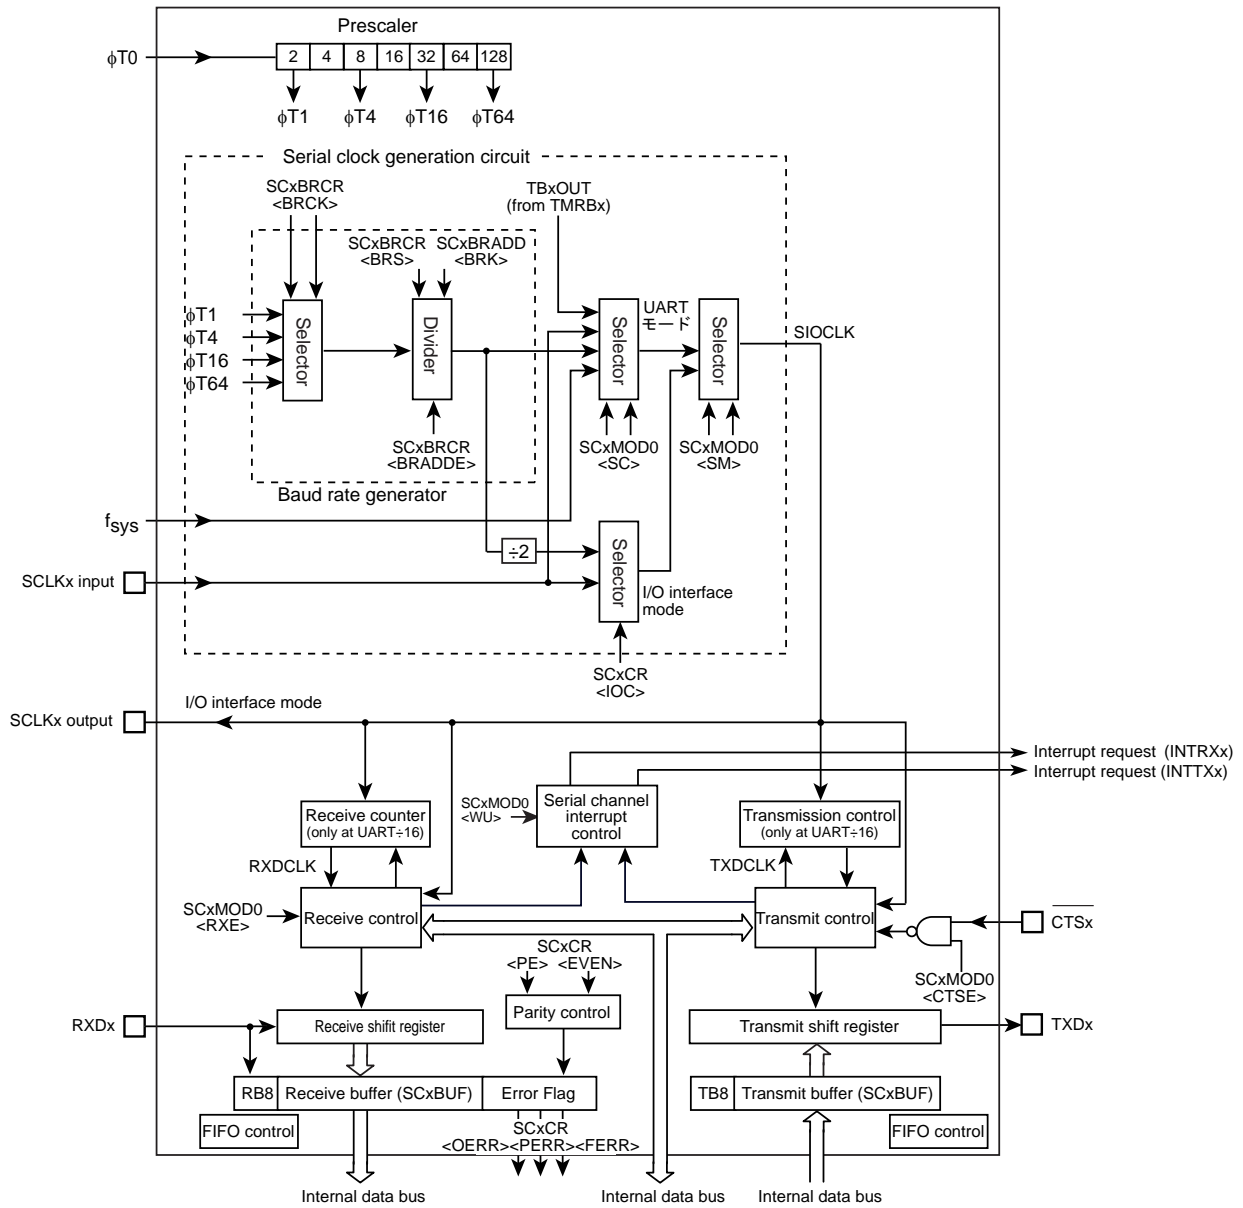 Prescaler
ϕT0
2 4 8 16 32 64 128
ϕT1 ϕT4 ϕT16 ϕT64
Serial clock generation circuit
SCxBRCR
<BRCK>
TBxOUT
(from TMRBx)
SCxBRCR
<BRS>
SCxBRADD
<BRK>
ϕT1
ϕT4
ϕT16
ϕT64
Selector
Divider
Selector
UART
モード
Selector
SIOCLK
SCxBRCR
<BRADDE>
SCxMOD0
<SC>
SCxMOD0
<SM>
Baud rate generator
fsys
÷2
Selector
SCLKx input
I/O interface
mode
SCxCR
<IOC>
I/O interface mode
SCLKx output
Interrupt request (INTRXx)
Interrupt request (INTTXx)
Receive counter
(only at UART÷16)
SCxMOD0
<WU>
Serial channel
interrupt
control
Transmission control
(only at UART÷16)
RXDCLK
TXDCLK
SCxMOD0
<RXE>
Receive control
Transmit control
CTSx
SCxMOD0
<CTSE>
SCxCR
<PE> <EVEN>
Parity control
RXDx
Receive shifit register
Transmit shift register
TXDx
RB8
Receive buffer (SCxBUF)
Error Flag
TB8
Transmit buffer (SCxBUF)
FIFO control
SCxCR
<OERR><PERR><FERR>
FIFO control
Internal data bus
Internal data bus
Internal data bus